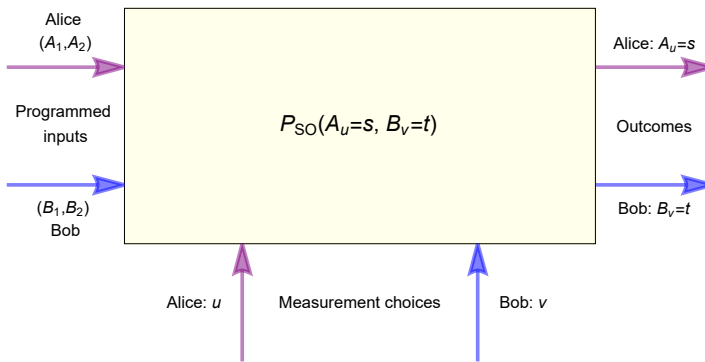 Alice
(A₁,A₂)
Programmed
inputs
(B₁,B₂)
Bob
P_SO(Aᵤ=s, Bᵥ=t)
Alice: Aᵤ=s
Outcomes
Bob: Bᵥ=t
Alice: u
Measurement choices
Bob: v